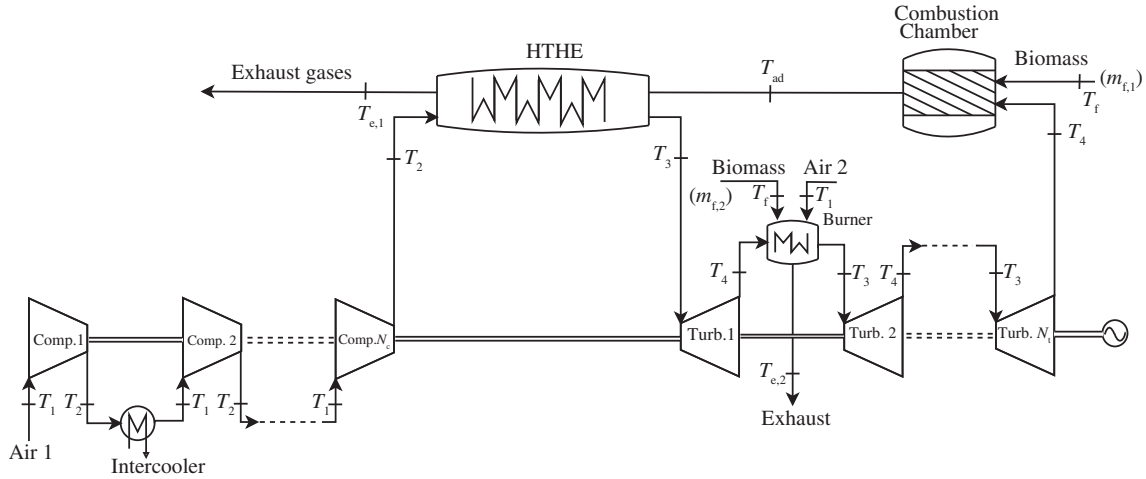 Combustion
Chamber
HTHE
Exhaust gases
T_ad
Biomass
(m_f,1)
T_e,1
T_f
T_2
T_3
T_4
Biomass
Air 2
(m_f,2)
T_f
T_1
Burner
T_4
T_3
T_4
T_3
Comp.1
Comp. 2
Comp.N_c
Turb.1
Turb. 2
Turb. N_t
T_e,2
T_1
T_2
T_1
T_2
T_1
Exhaust
Air 1
Intercooler